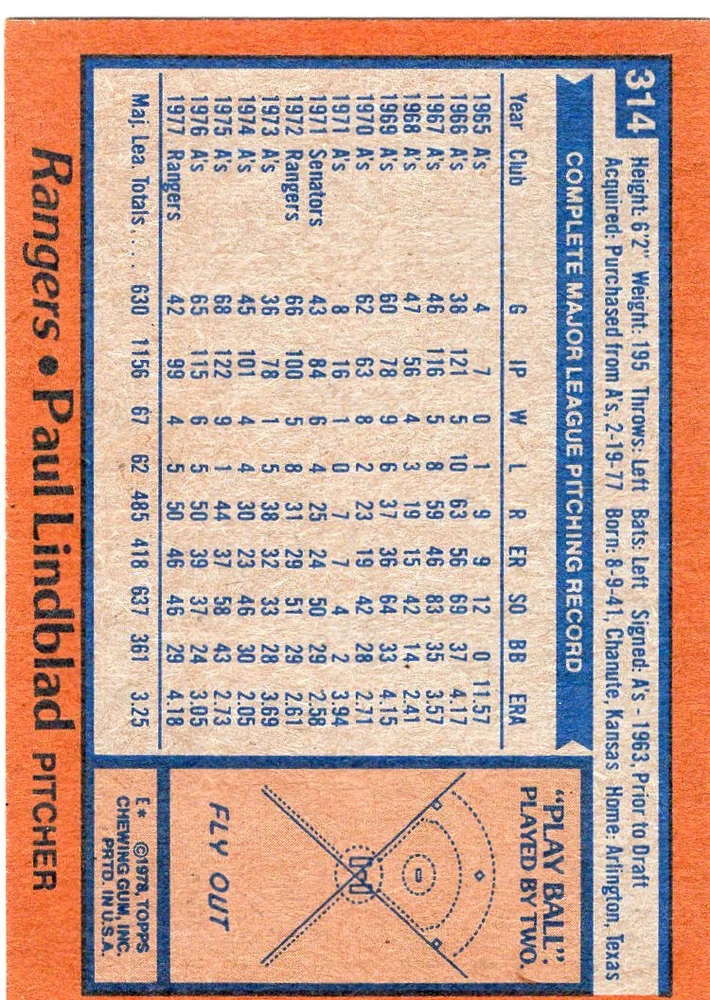 314
Height: 6'2" Weight: 195 Throws: Left Bats: Left Signed: A's - 1963, Prior to Draft
Acquired: Purchased from A's, 2-19-77 Born: 8-9-41, Chanute, Kansas Home: Arlington, Texas
COMPLETE MAJOR LEAGUE PITCHING RECORD
Year Club G IP W L R ER SO BB ERA
1965 A's 4 7 0 1 9 9 12 0 11.57
1966 A's 38 121 5 10 63 56 69 37 4.17
1967 A's 46 116 5 8 59 46 83 35 3.57
1968 A's 47 56 4 3 19 15 42 14 2.41
1969 A's 60 78 9 6 37 36 64 33 4.15
1970 A's 62 63 8 2 23 19 42 28 2.71
1971 A's 8 16 1 0 7 7 4 2 3.94
1971 Senators 43 84 6 4 25 24 50 29 2.58
1972 Rangers 66 100 5 8 31 29 51 29 2.61
1973 A's 36 78 1 5 38 32 33 28 3.69
1974 A's 45 101 4 4 30 23 46 30 2.05
1975 A's 68 122 9 1 44 37 58 43 2.73
1976 A's 65 115 6 5 50 39 37 24 3.05
1977 Rangers 42 99 4 5 50 46 46 29 4.18
Maj. Lea. Totals.... 630 1156 67 62 485 418 637 361 3.25
"PLAY BALL".
PLAYED BY TWO.
FLY OUT
E* ©1978, TOPPS
CHEWING GUM, INC.
PRTD. IN U.S.A.
Rangers • Paul Lindblad PITCHER